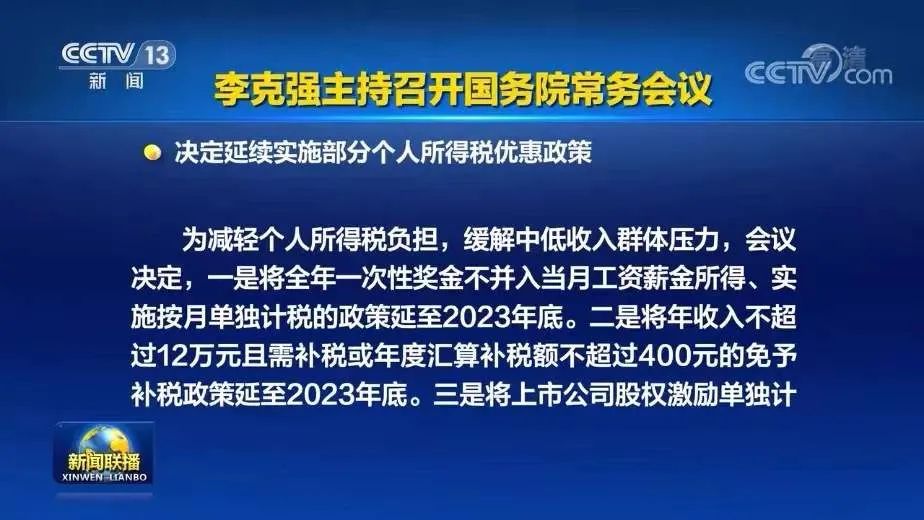 CCTV 13
新闻
高清
CCTV.com
李克强主持召开国务院常务会议
决定延续实施部分个人所得税优惠政策
为减轻个人所得税负担，缓解中低收入群体压力，会议
决定，一是将全年一次性奖金不并入当月工资薪金所得、实
施按月单独计税的政策延至2023年底。二是将年收入不超
过12万元且需补税或年度汇算补税额不超过400元的免予
补税政策延至2023年底。三是将上市公司股权激励单独计
新闻联播
XINWEN LIANBO